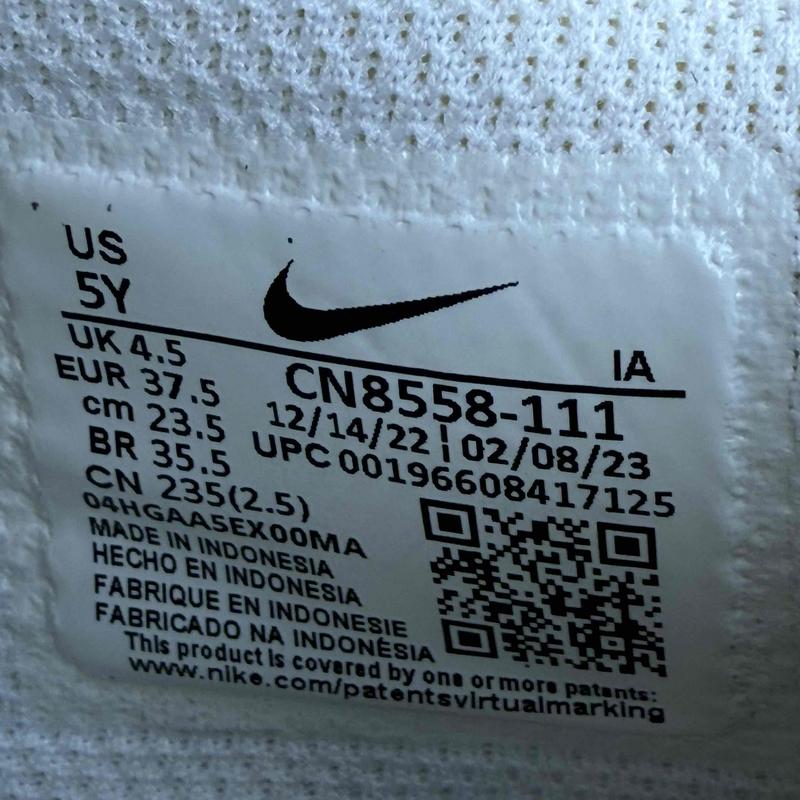 US
5Y
IA
UK 4.5
EUR 37.5
cm 23.5
BR 35.5
CN 235(2.5)
CN8558-111
12/14/22 | 02/08/23
UPC 00196608417125
04HGAA5EX00MA
MADE IN INDONESIA
HECHO EN INDONESIA
FABRIQUE EN INDONESIE
FABRICADO NA INDONÉSIA
This product is covered by one or more patents:
www.nike.com/patentsvirtualmarking